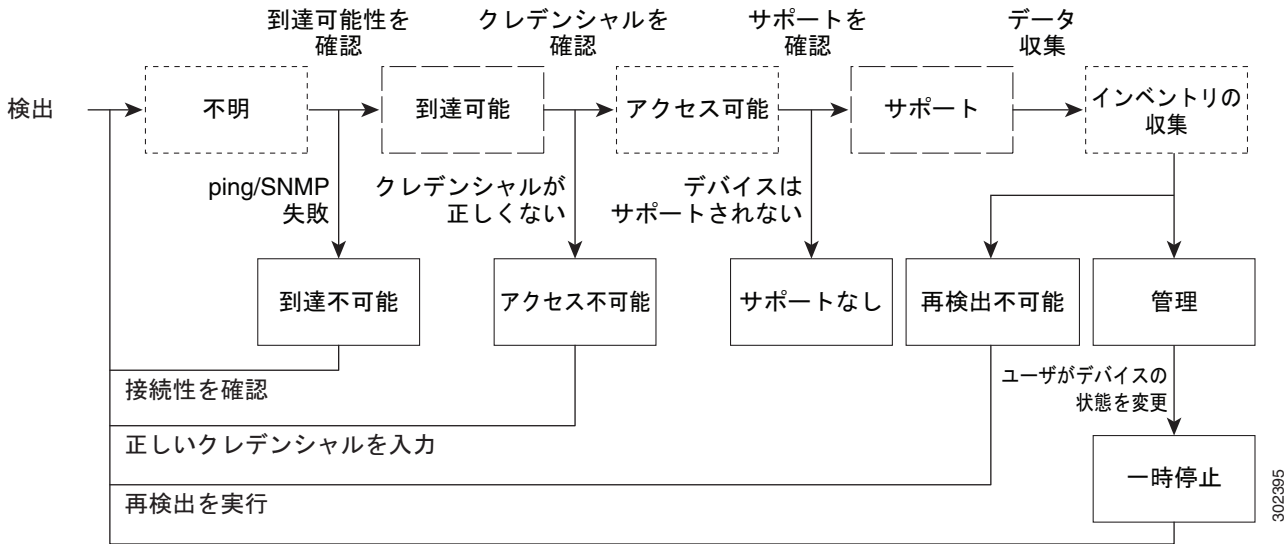 到達可能性を
確認
クレデンシャルを
確認
サポートを
確認
データ
収集
検出
不明
到達可能
アクセス可能
サポート
インベントリの
収集
ping/SNMP
失敗
クレデンシャルが
正しくない
デバイスは
サポートされない
到達不可能
アクセス不可能
サポートなし
再検出不可能
管理
接続性を確認
ユーザがデバイスの
状態を変更
正しいクレデンシャルを入力
一時停止
再検出を実行
302395